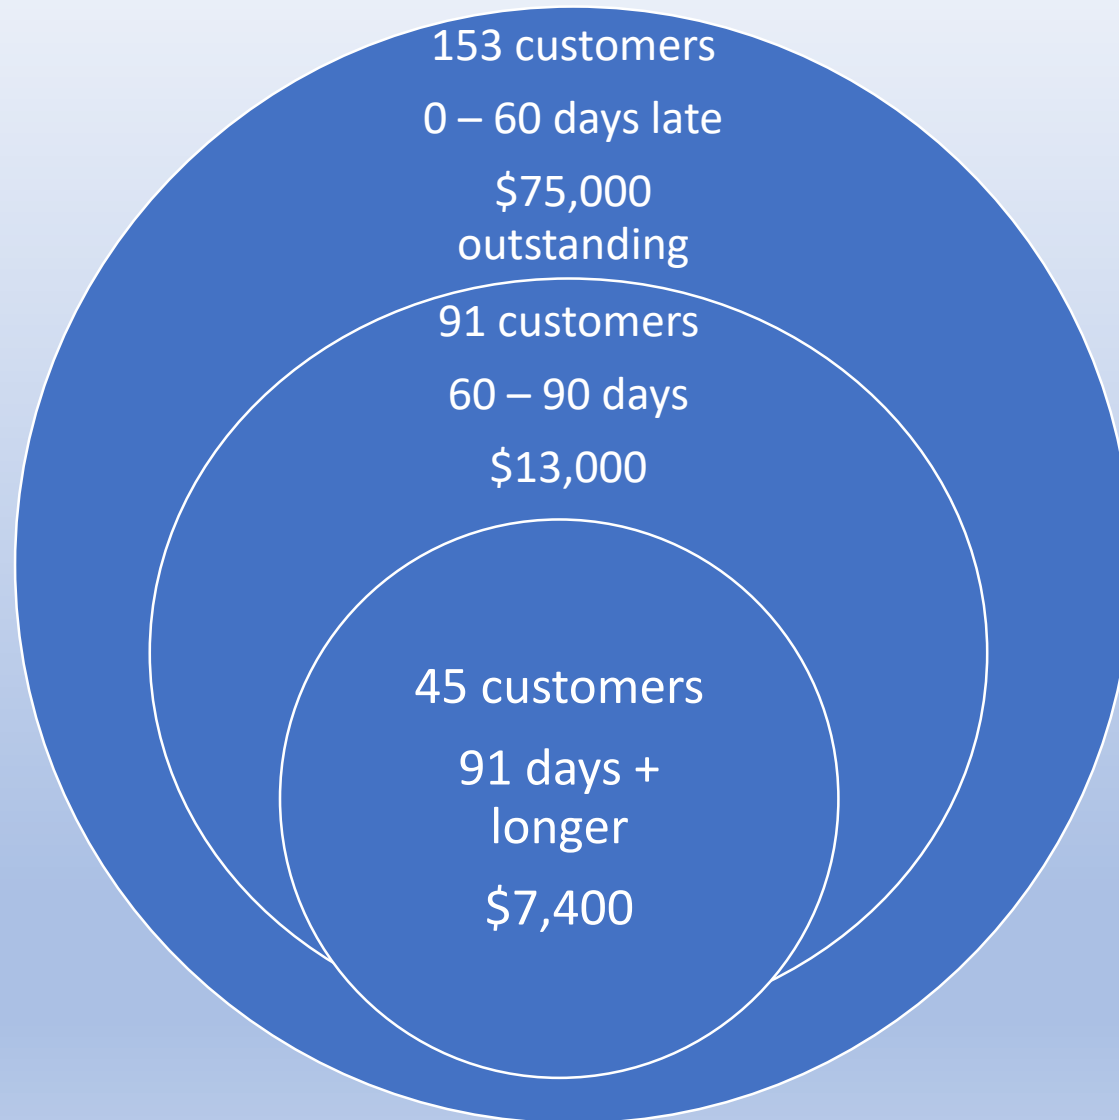 153 customers
0 – 60 days late
$75,000
outstanding
91 customers
60 – 90 days
$13,000
45 customers
91 days +
longer
$7,400